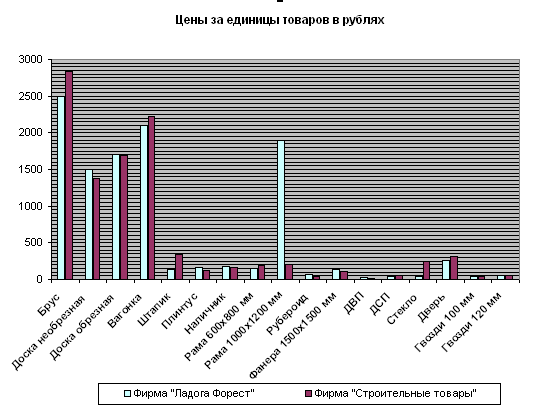 Цены за единицы товаров в рублях
3000
2500
2000
1500
1000
500
0
Брус
Доска необрезная
Доска обрезная
Вагонка
Штапик
Плинтус
Наличник
Рама 600х800 мм
Рама 1000х1200 мм
Рубероид
Фанера 1500х1500 мм
ДВП
ДСП
Стекло
Дверь
Гвозди 100 мм
Гвозди 120 мм
Фирма "Ладога Форест" Фирма "Строительные товары"